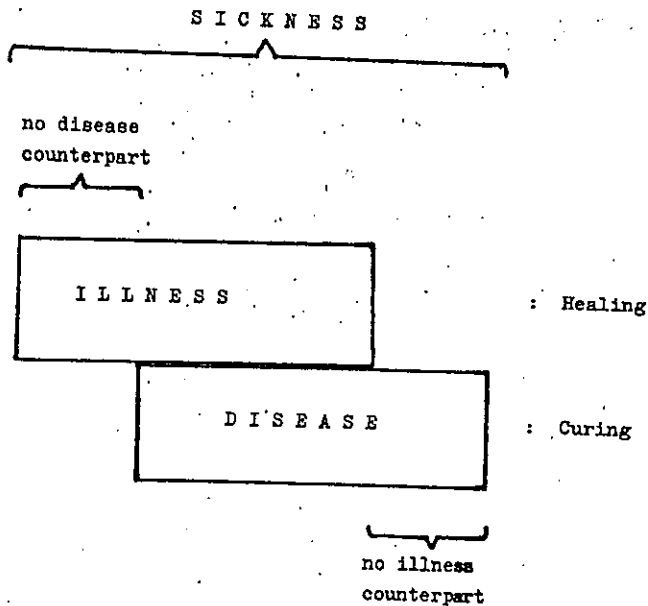 SICKNESS
no disease
counterpart
ILLNESS : Healing
DISEASE : Curing
no illness
counterpart